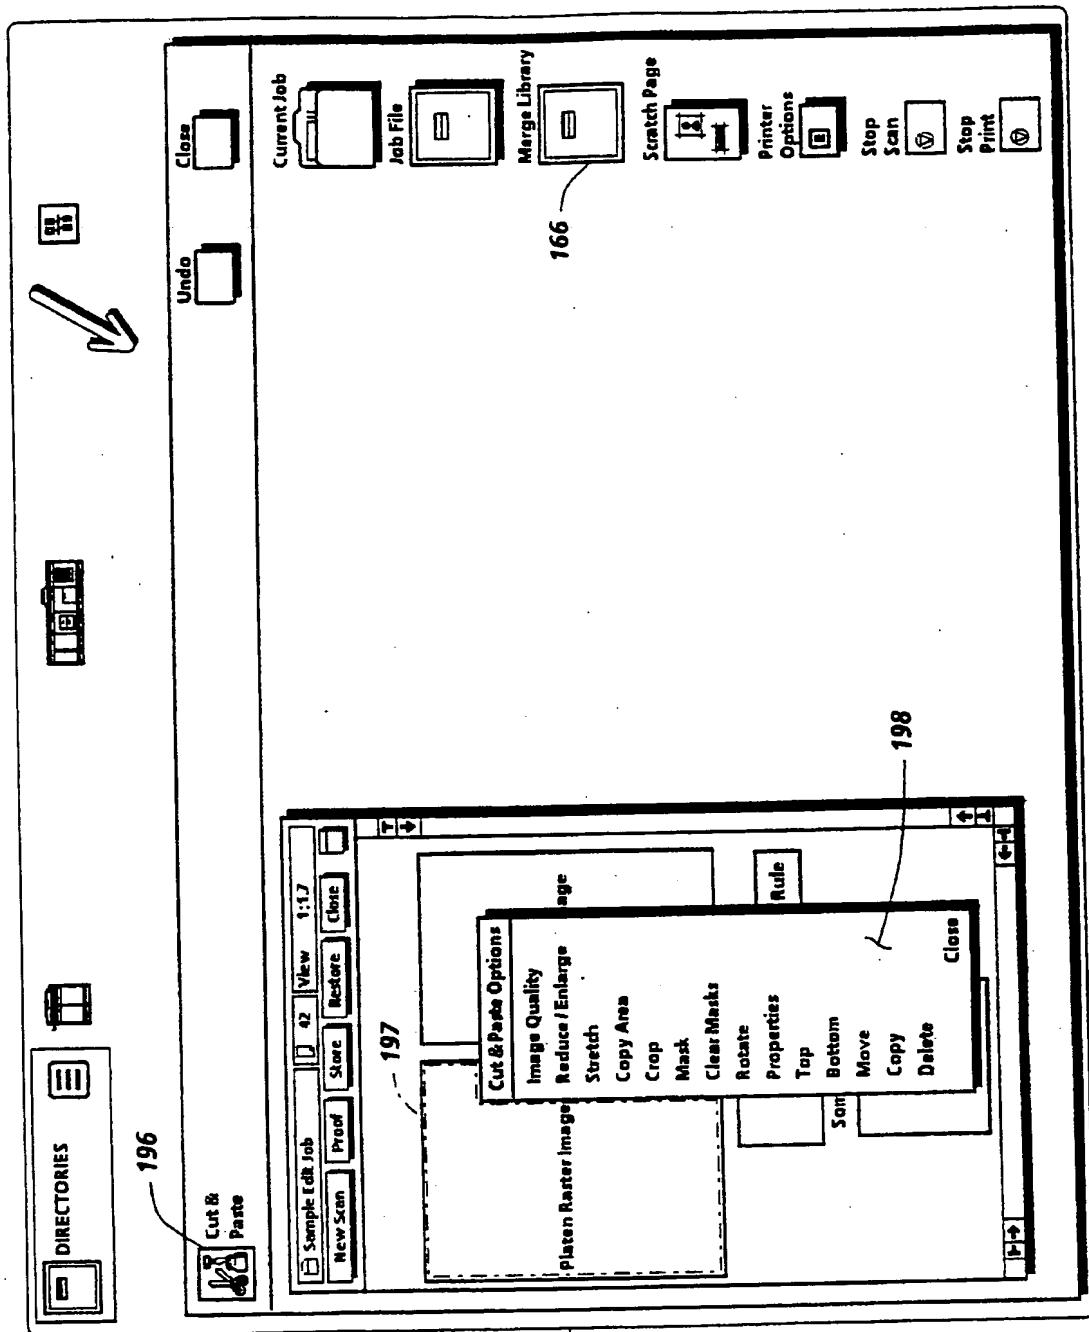 DIRECTORIES
196
Cut &
Paste
Undo
Close
Sample Edit Job
42
View
1:1.7
New Scan
Proof
Store
Restore
Close
197
Platen Raster Image
age
Rule
Cut & Paste Options
Image Quality
Reduce / Enlarge
Stretch
Copy Area
Crop
Mask
Clear Masks
Rotate
Properties
Top
Bottom
Move
Copy
Delete
Close
198
Som
Current Job
Job File
Merge Library
166
Scratch Page
Printer
Options
Stop
Scan
Stop
Print